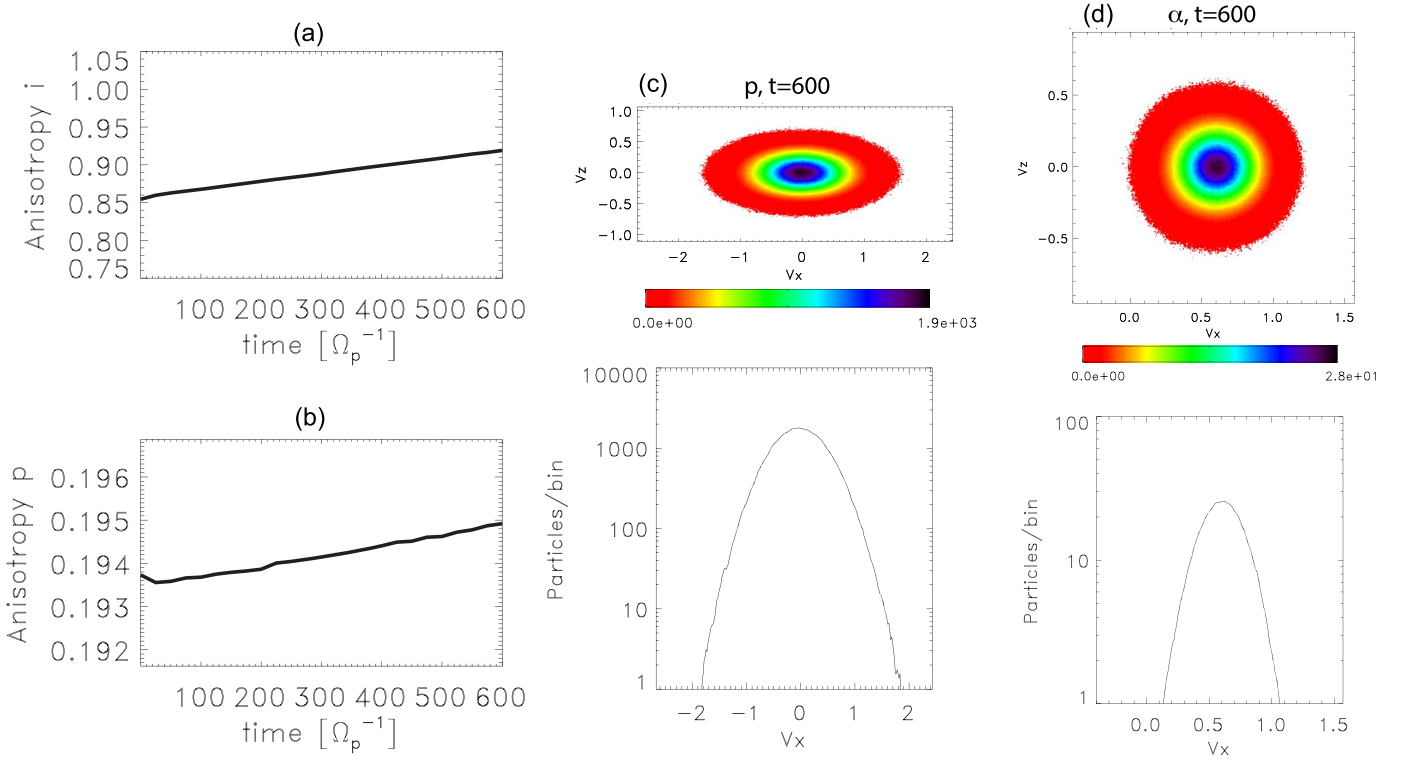 (a)
Anisotropy i
1.05
1.00
0.95
0.90
0.85
0.80
0.75
100 200 300 400 500 600
time [Ωp⁻¹]
(b)
Anisotropy p
0.196
0.195
0.194
0.193
0.192
100 200 300 400 500 600
time [Ωp⁻¹]
(c)
p, t=600
Vz
1.0
0.5
0.0
−0.5
−1.0
−2 −1 0 1 2
Vx
0.0e+00 1.9e+03
Particles/bin
10000
1000
100
10
1
−2 −1 0 1 2
Vx
(d)
α, t=600
Vz
0.5
0.0
−0.5
0.0 0.5 1.0 1.5
Vx
0.0e+00 2.8e+01
Particles/bin
100
10
1
0.0 0.5 1.0 1.5
Vx